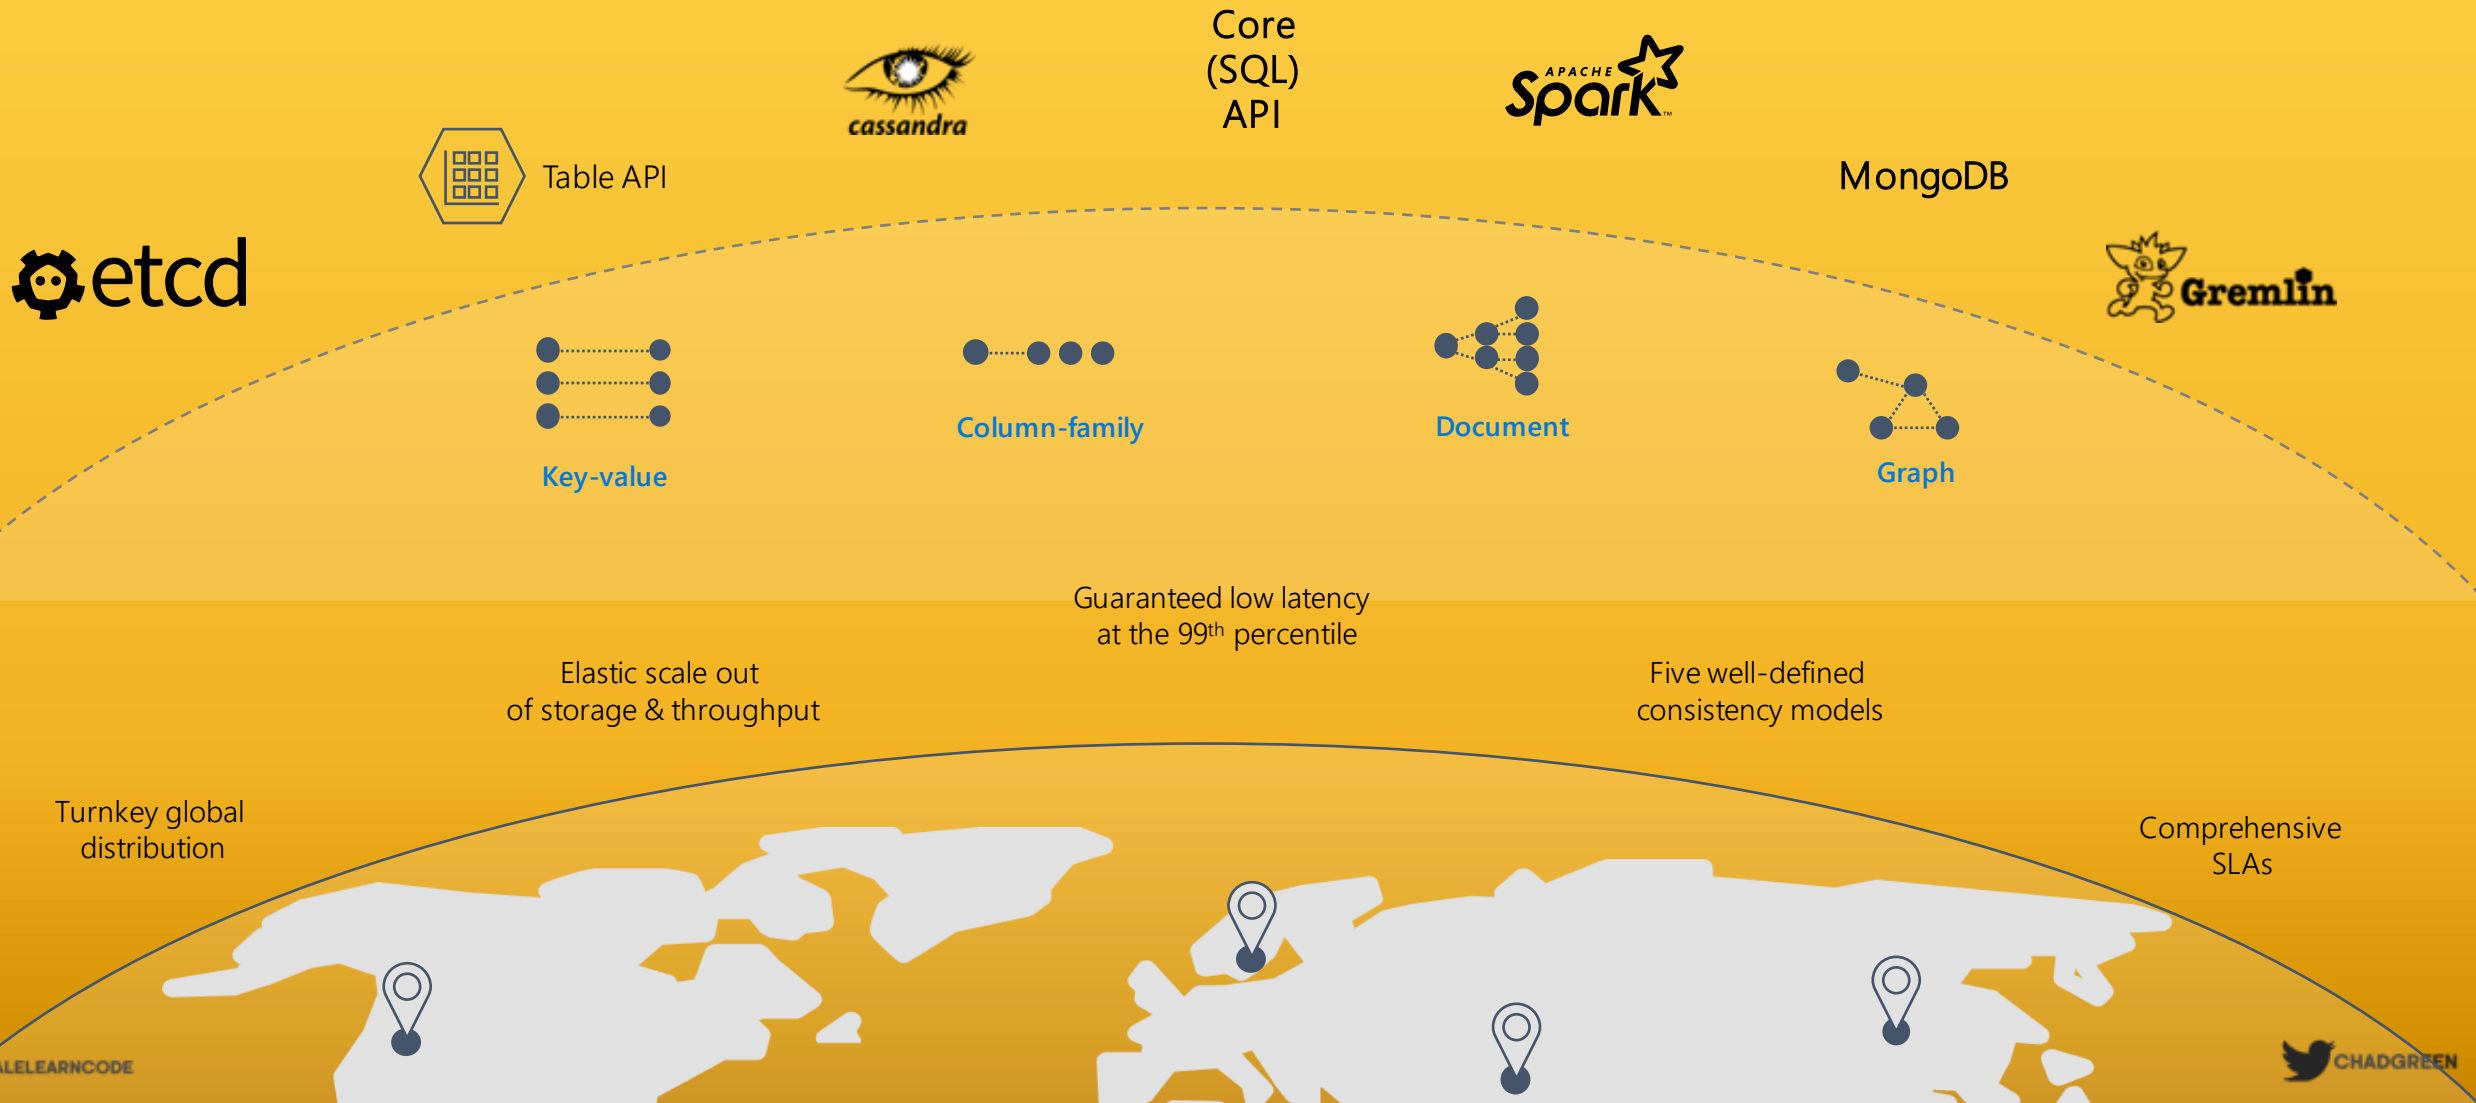 Core
(SQL)
API
cassandra
APACHE
Spark™
Table API
MongoDB
etcd
Gremlin
Key-value
Column-family
Document
Graph
Guaranteed low latency
at the 99th percentile
Elastic scale out
of storage & throughput
Five well-defined
consistency models
Turnkey global
distribution
Comprehensive
SLAs
ALELEARNCODE
CHADGREEN